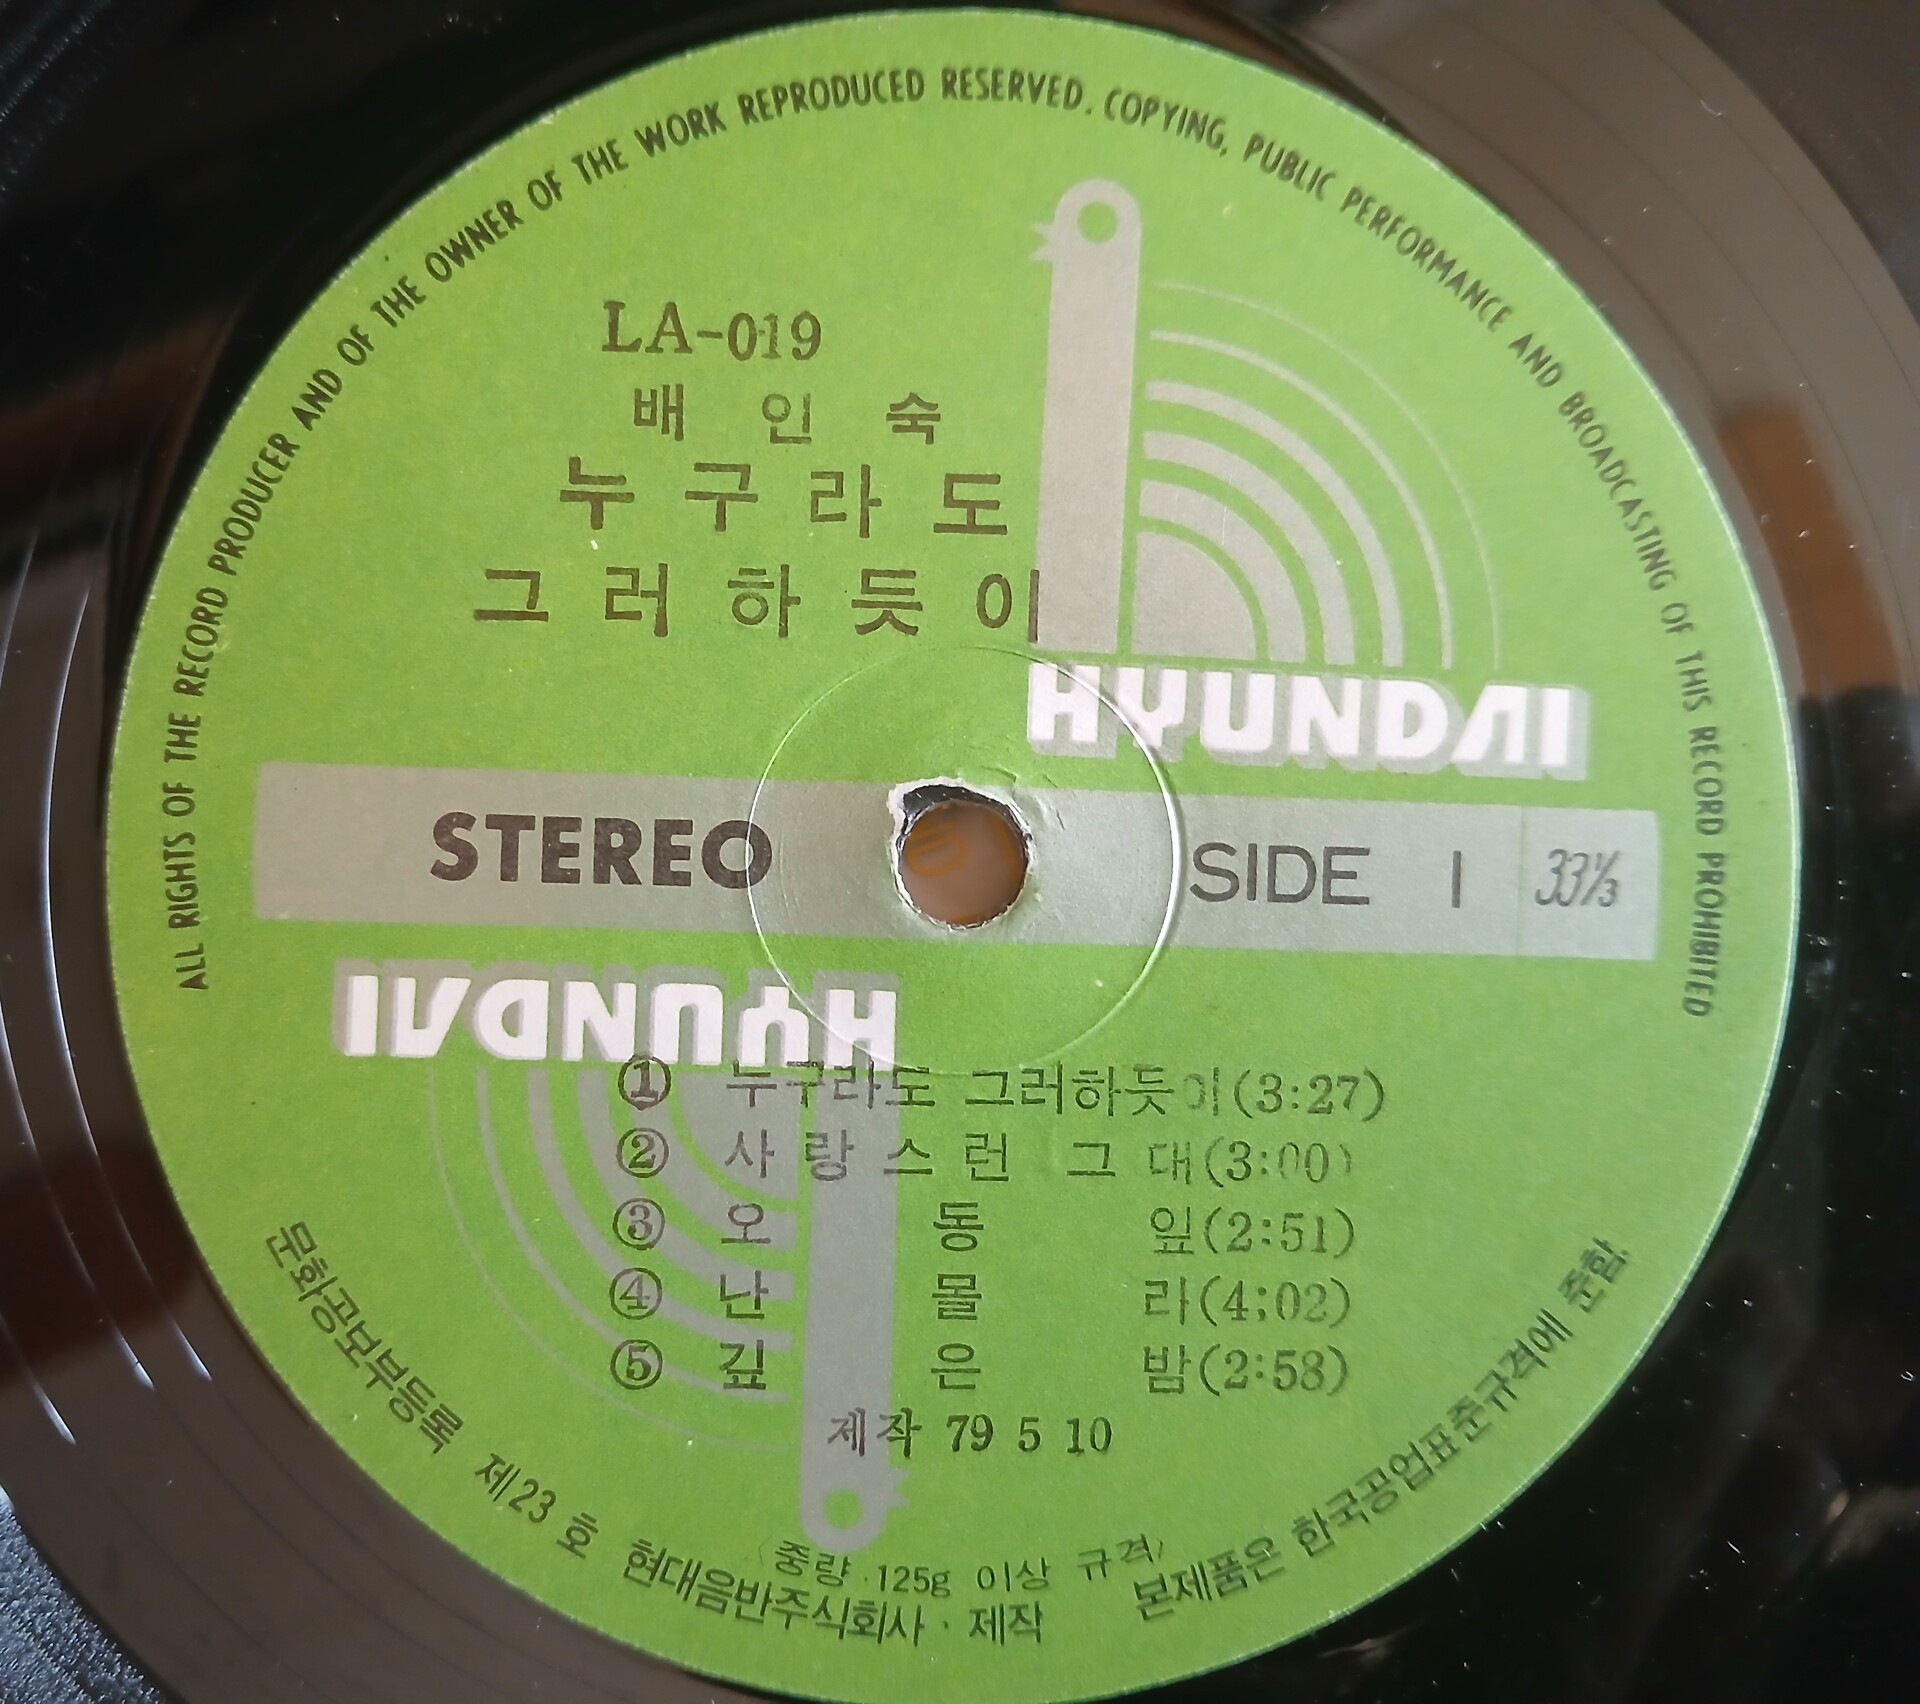 ALL RIGHTS OF THE RECORD PRODUCER AND OF THE OWNER OF THE WORK REPRODUCED RESERVED. COPYING, PUBLIC PERFORMANCE AND BROADCASTING OF THIS RECORD PROHIBITED
LA-019
배 인 숙
누 구 라 도
그 러 하 듯 이
HYUNDAI
STEREO SIDE 1 33⅓
HYUNDAI
① 누구라도 그러하듯이(3:27)
② 사랑스런 그 대(3:00)
③ 오 동 잎(2:51)
④ 난 몰 라(4;02)
⑤ 깊 은 밤(2:58)
제작 79 5 10
(중량 125g 이상 규격)
문화공보부등록 제23 호 현대음반주식회사 · 제작 본제품은 한국공업표준규격에 준함.